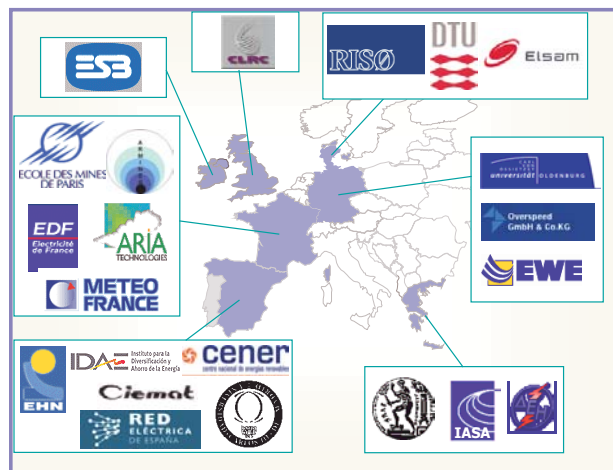 ESB
CLRC
RISØ
DTU
Elsam
ECOLE DES MINES
DE PARIS
ARMINES
EDF
Electricité
de France
ARIA
TECHNOLOGIES
METEO
FRANCE
universität OLDENBURG
Overspeed
GmbH & Co.KG
EWE
EHN
IDAE
Instituto para la
Diversificación y
Ahorro de la Energía
cener
centro nacional de energías renovables
Ciemat
RED
ELÉCTRICA
DE ESPAÑA
IASA